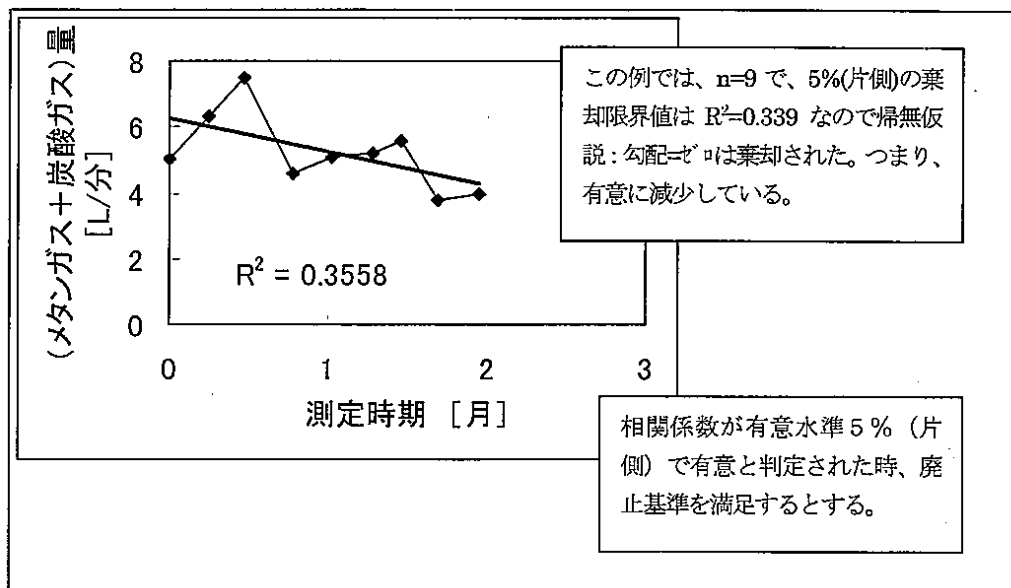 (メタンガス＋炭酸ガス)量
[L/分]
8
6
4
2
0
R² = 0.3558
0 1 2 3
測定時期 [月]
この例では、n=9 で、5%(片側)の棄
却限界値は R²=0.339 なので帰無仮
説：勾配=ｾﾞﾛは棄却された。つまり、
有意に減少している。
相関係数が有意水準５％（片
側）で有意と判定された時、廃
止基準を満足するとする。